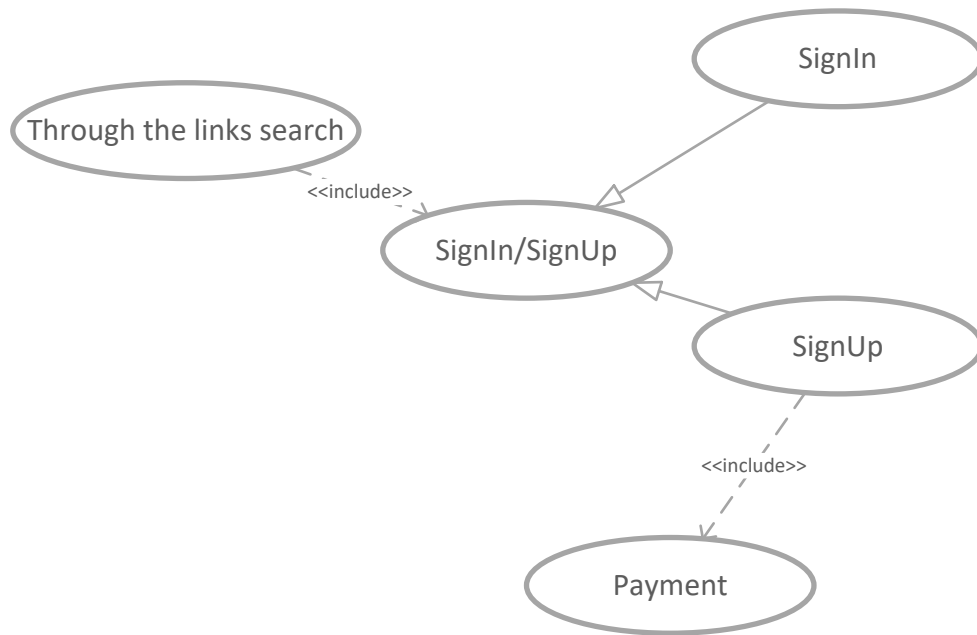 SignIn
Through the links search
<<include>>
SignIn/SignUp
SignUp
<<include>>
Payment